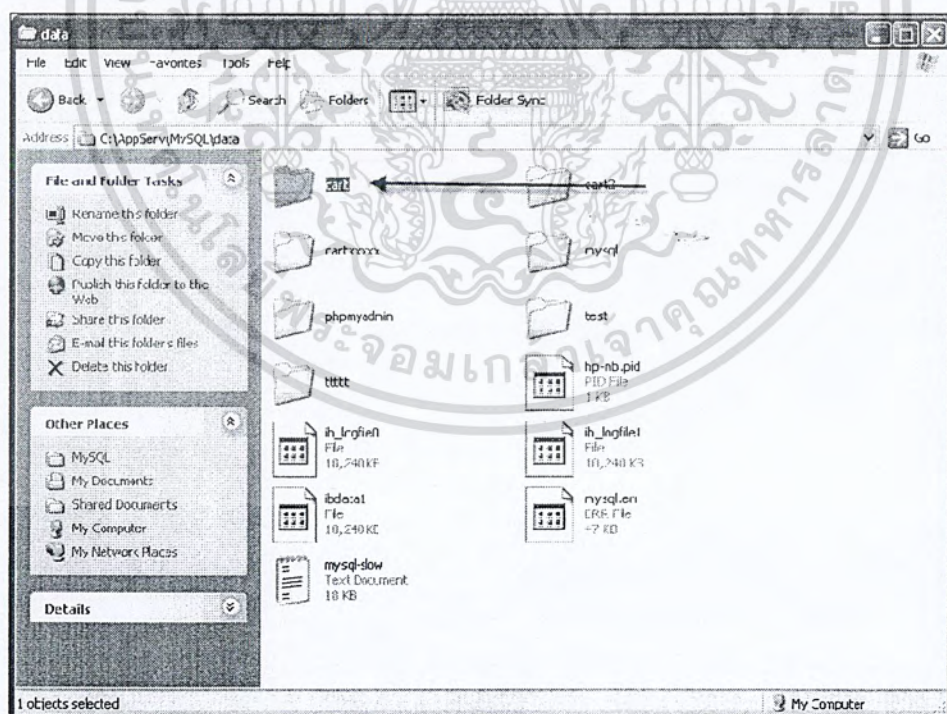 data
File Edit View Favorites Tools Help
Back Search Folders Folder Sync
Address C:\AppServ\MySQL\data Go
File and Folder Tasks
Rename this folder
Move this folder
Copy this folder
Publish this folder to the Web
Share this folder
E-mail this folder's files
Delete this folder
Other Places
MySQL
My Documents
Shared Documents
My Computer
My Network Places
Details
cart
cart2
mysql
phpmyadmin
test
tttttt
hp-nb.pid
PID File
1 KB
ib_logfile0
File
10,240 KB
ib_logfile1
File
10,240 KB
ibdata1
File
10,240 KB
mysql.err
ERR File
mysql-slow
Text Document
18 KB
1 objects selected
My Computer